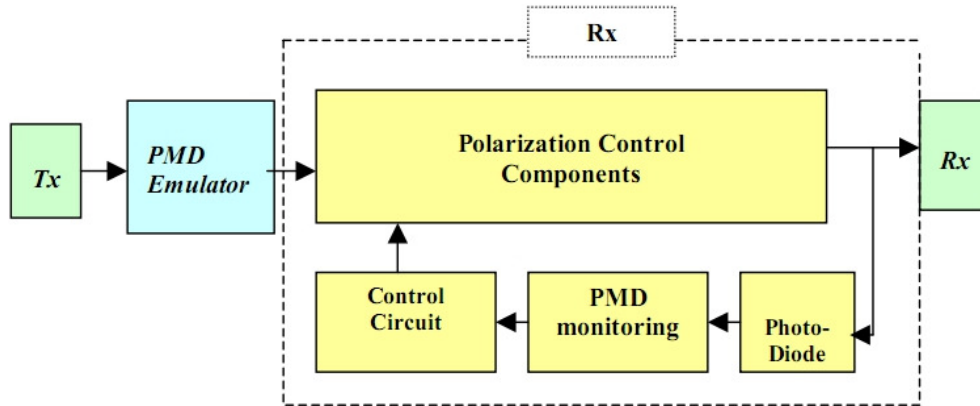 Rx
Polarization Control
Components
Tx
PMD
Emulator
Rx
Control
Circuit
PMD
monitoring
Photo-
Diode